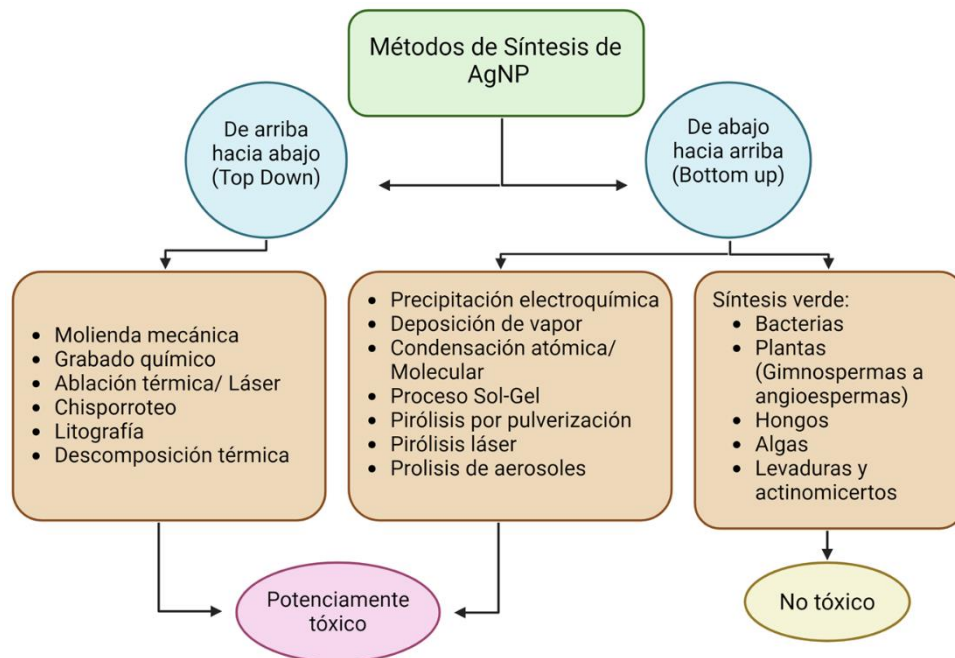 Métodos de Síntesis de
AgNP
De arriba
hacia abajo
(Top Down)
De abajo
hacia arriba
(Bottom up)
• Molienda mecánica
• Grabado químico
• Ablación térmica/ Láser
• Chisporroteo
• Litografía
• Descomposición térmica
• Precipitación electroquímica
• Deposición de vapor
• Condensación atómica/
Molecular
• Proceso Sol-Gel
• Pirólisis por pulverización
• Pirólisis láser
• Prolisis de aerosoles
Síntesis verde:
• Bacterias
• Plantas
(Gimnospermas a
angioespermas)
• Hongos
• Algas
• Levaduras y
actinomicertos
Potenciamente
tóxico
No tóxico